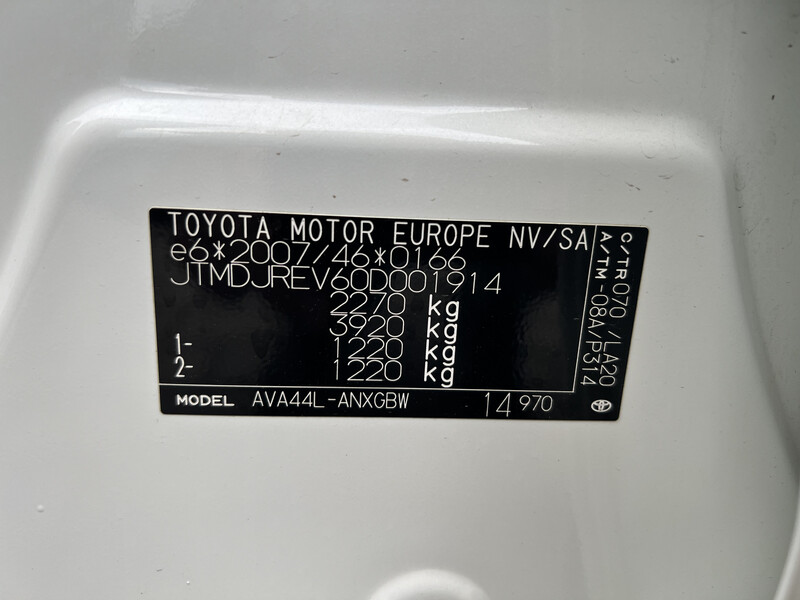 TOYOTA MOTOR EUROPE NV/SA
e6*2007/46*0166
JTMDJREV60D001914
2270 kg
3920 kg
1- 1220 kg
2- 1220 kg
MODEL AVA44L-ANXGBW 14 970
C/TR 070 /LA20
A/TM -08A/P314